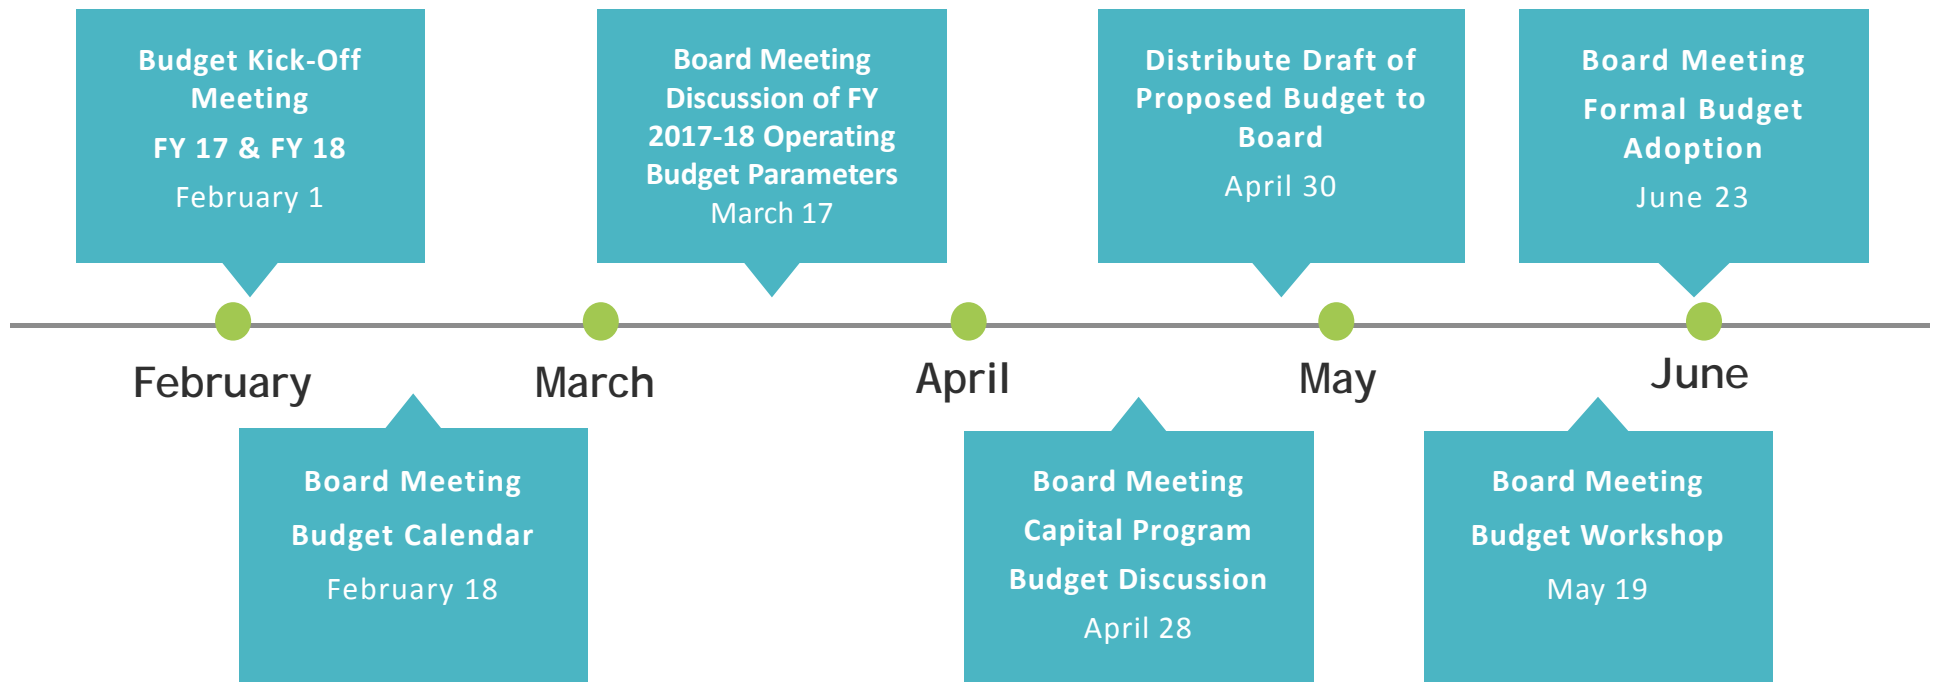 Budget Kick-Off
Meeting
FY 17 & FY 18
February 1
Board Meeting
Discussion of FY
2017-18 Operating
Budget Parameters
March 17
Distribute Draft of
Proposed Budget to
Board
April 30
Board Meeting
Formal Budget
Adoption
June 23
February
March
April
May
June
Board Meeting
Budget Calendar
February 18
Board Meeting
Capital Program
Budget Discussion
April 28
Board Meeting
Budget Workshop
May 19